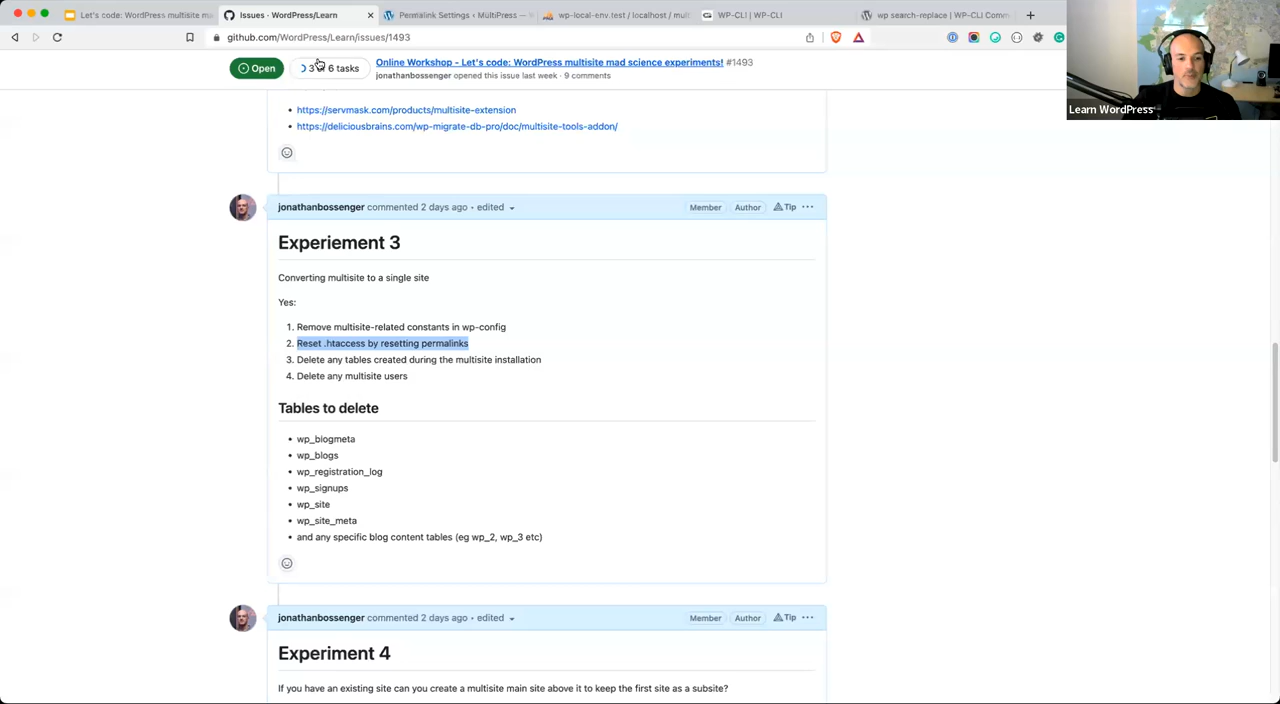 Let's code: WordPress multisite m
Issues · WordPress/Learn
Permalink Settings ‹ MultiPress —
wp-local-env.test / localhost / mult
WP-CLI | WP-CLI
wp search-replace | WP-CLI Comm
github.com/WordPress/Learn/issues/1493
Learn WordPress
Open
6 tasks
Online Workshop - Let's code: WordPress multisite mad science experiments! #1493
jonathanbossenger opened this issue last week · 9 comments
https://servmask.com/products/multisite-extension
https://deliciousbrains.com/wp-migrate-db-pro/doc/multisite-tools-addon/
jonathanbossenger commented 2 days ago · edited
Member Author Tip
Experiement 3
Converting multisite to a single site
Yes:
1. Remove multisite-related constants in wp-config
2. Reset .htaccess by resetting permalinks
3. Delete any tables created during the multisite installation
4. Delete any multisite users
Tables to delete
wp_blogmeta
wp_blogs
wp_registration_log
wp_signups
wp_site
wp_site_meta
and any specific blog content tables (eg wp_2, wp_3 etc)
jonathanbossenger commented 2 days ago · edited
Member Author Tip
Experiment 4
If you have an existing site can you create a multisite main site above it to keep the first site as a subsite?